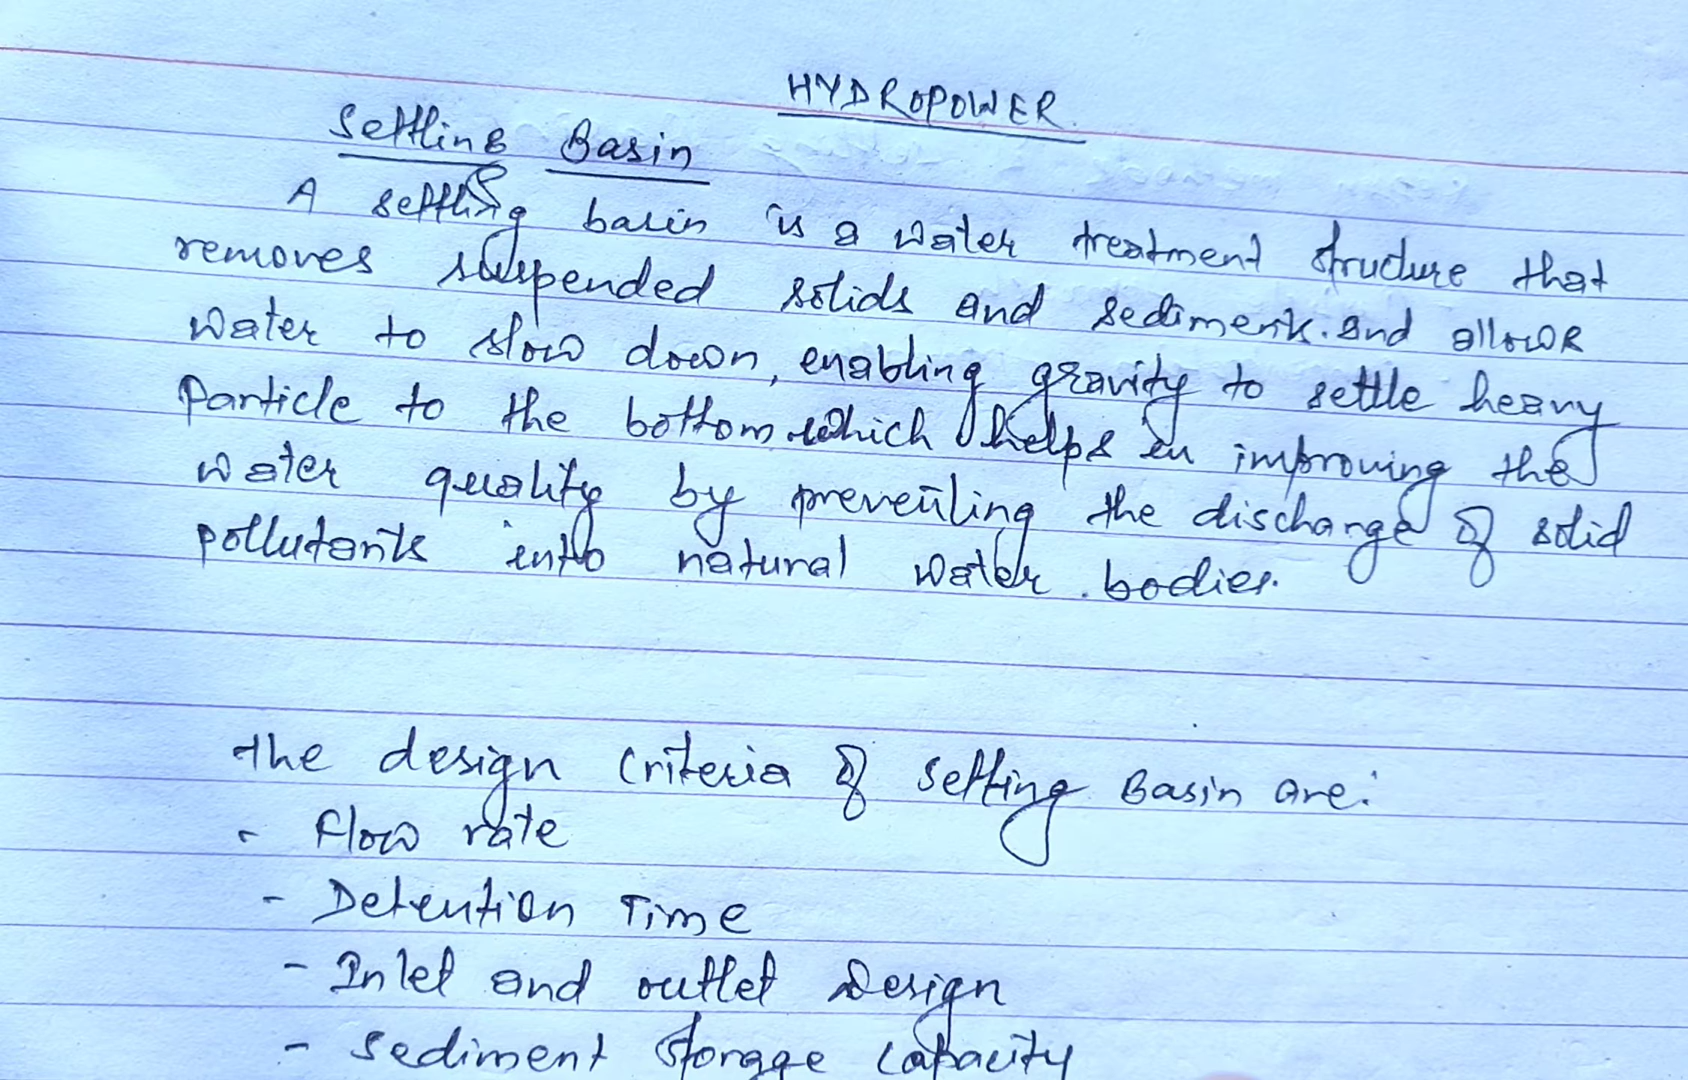 HYDROPOWER.
Settling Basin
A settling basin is a water treatment structure that
removes suspended solids and sediments. and allows
water to slow down, enabling gravity to settle heavy
Particle to the bottom which helps in improving the
water quality by preventing the discharge of solid
pollutants into natural water bodies.
The design Criteria of Setting Basin are:
- Flow rate
- Detention Time
- Inlet and outlet Design
- Sediment Storage Capacity